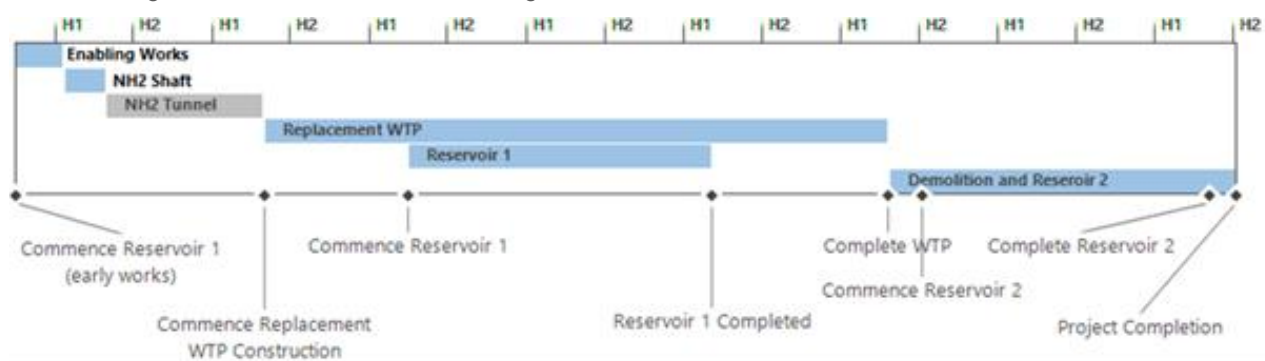 H1 H2 H1 H2 H1 H2 H1 H2 H1 H2 H1 H2 H1 H2 H1 H2
Enabling Works
NH2 Shaft
NH2 Tunnel
Replacement WTP
Reservoir 1
Demolition and Reseroir 2
Commence Reservoir 1
(early works)
Commence Reservoir 1
Complete WTP
Complete Reservoir 2
Commence Reservoir 2
Commence Replacement
WTP Construction
Reservoir 1 Completed
Project Completion